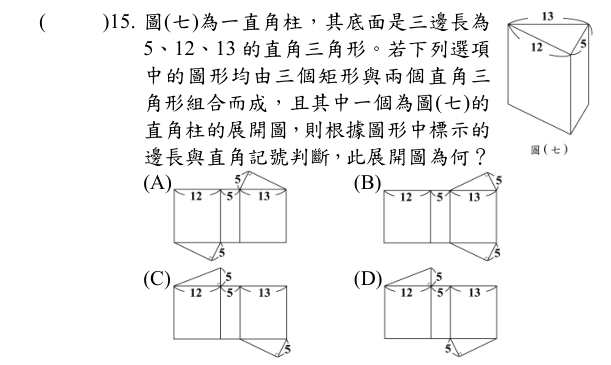 (　　)15. 圖(七)為一直角柱，其底面是三邊長為
5、12、13 的直角三角形。若下列選項
中的圖形均由三個矩形與兩個直角三
角形組合而成，且其中一個為圖(七)的
直角柱的展開圖，則根據圖形中標示的
邊長與直角記號判斷，此展開圖為何？
13
12
5
圖(七)
(A)
5
12 5 13
5
(B)
5
12 5 13
5
(C)
5
12 5 13
5
(D)
5
12 5 13
5